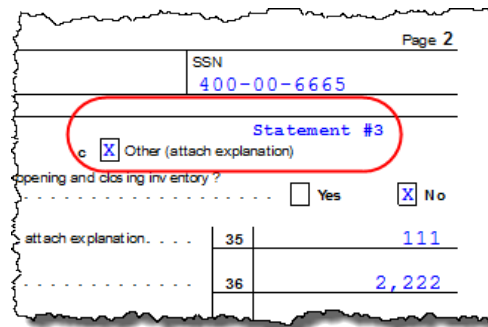 Page 2
SSN
400-00-6665
Statement #3
c X Other (attach explanation)
opening and closing inventory?
Yes X No
attach explanation. . . . 35 111
36 2,222